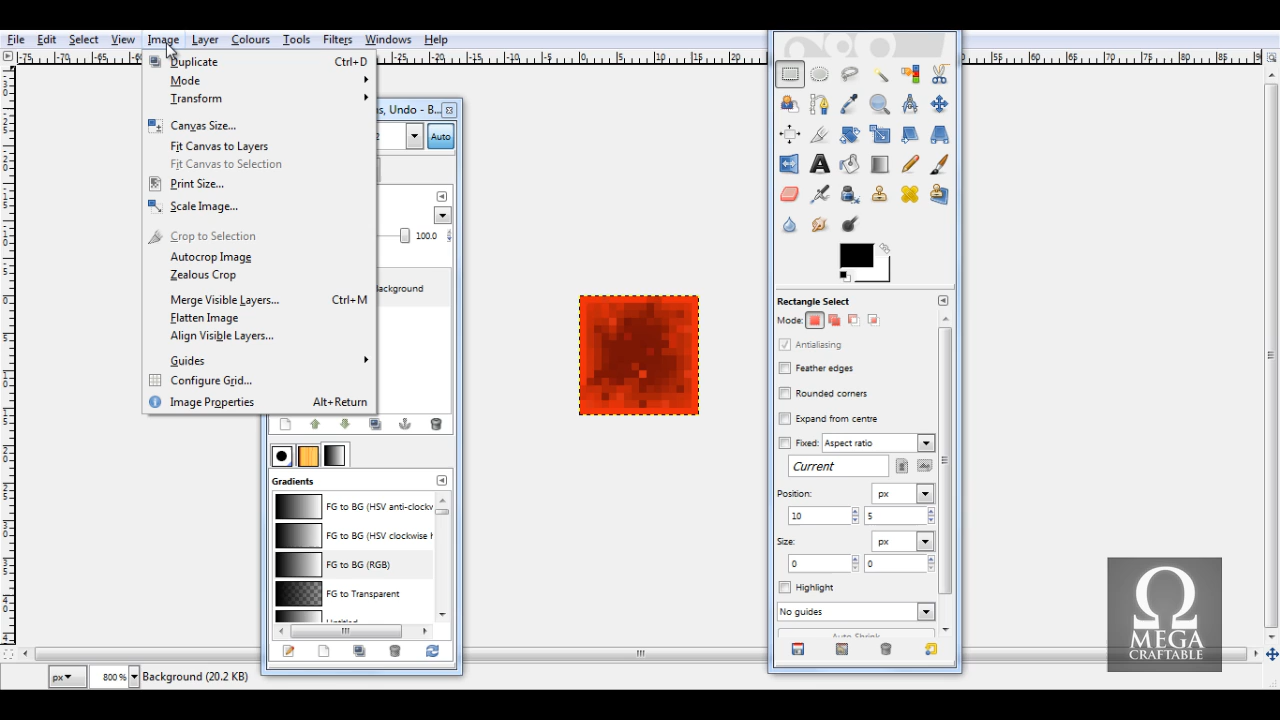 File Edit Select View Image Layer Colours Tools Filters Windows Help
Duplicate Ctrl+D
Mode
Transform
Canvas Size...
Fit Canvas to Layers
Fit Canvas to Selection
Print Size...
Scale Image...
Crop to Selection
Autocrop Image
Zealous Crop
Merge Visible Layers... Ctrl+M
Flatten Image
Align Visible Layers...
Guides
Configure Grid...
Image Properties Alt+Return
Undo - B...
Auto
100.0
Gradients
FG to BG (HSV anti-clockw
FG to BG (HSV clockwise h
FG to BG (RGB)
FG to Transparent
Rectangle Select
Mode:
Antialiasing
Feather edges
Rounded corners
Expand from centre
Fixed: Aspect ratio
Current
Position: px
10 5
Size: px
0 0
Highlight
No guides
Auto Shrink
px 800 % Background (20.2 KB)
Ω
MEGA
CRAFTABLE